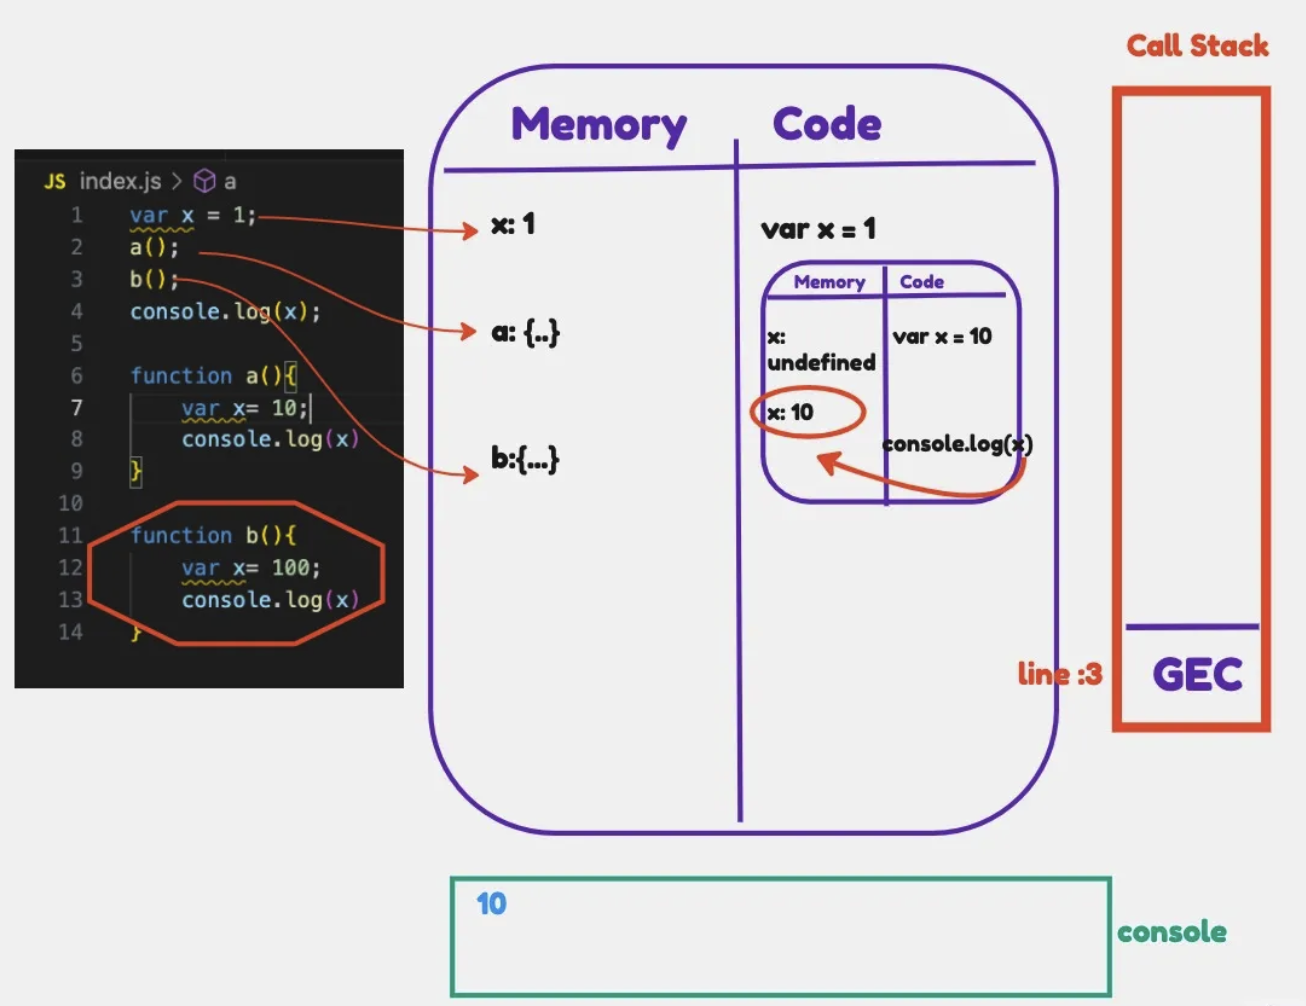 Call Stack
Memory
Code
JS index.js > a
1 var x = 1;
2 a();
3 b();
4 console.log(x);
5
6 function a(){
7 var x= 10;
8 console.log(x)
9 }
10
11 function b(){
12 var x= 100;
13 console.log(x)
14 }
x: 1
a: {..}
b:{...}
var x = 1
Memory
Code
x:
undefined
x: 10
var x = 10
console.log(x)
line :3
GEC
10
console